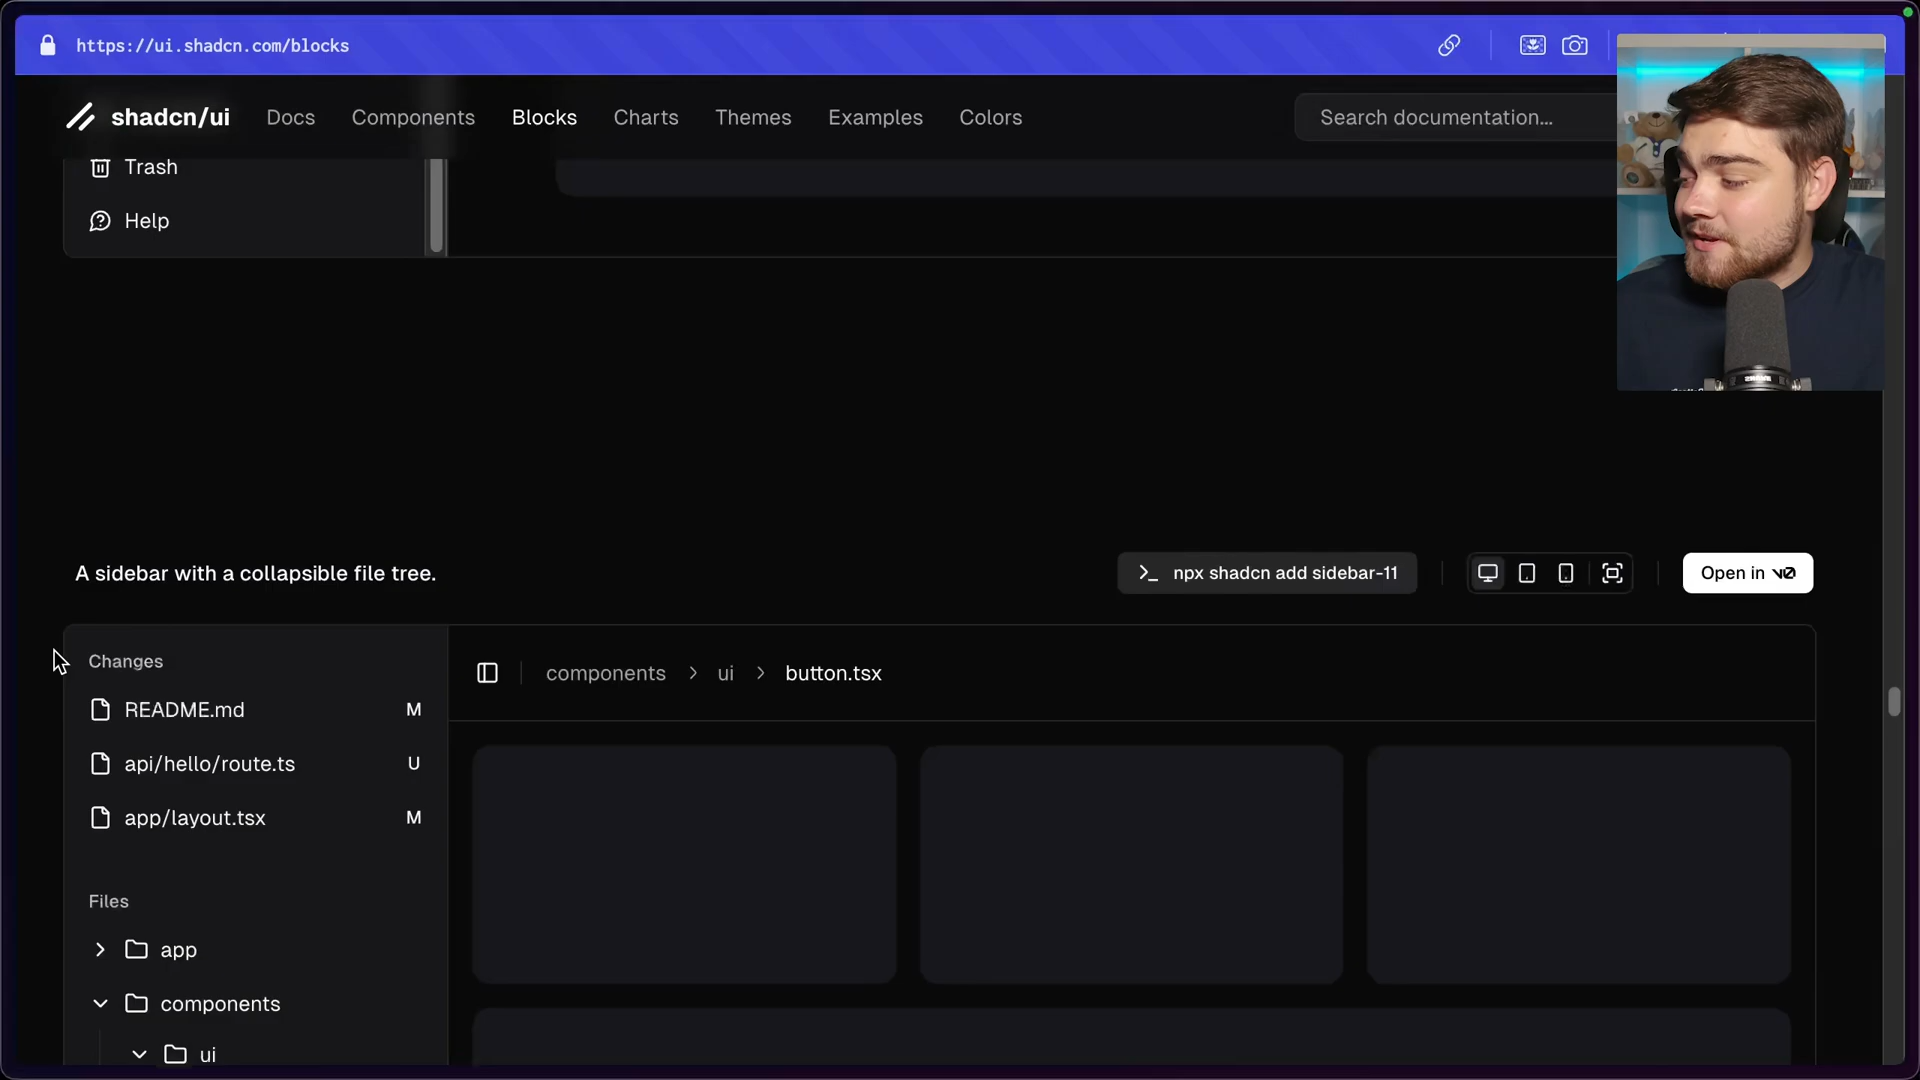 https://ui.shadcn.com/blocks
shadcn/ui Docs Components Blocks Charts Themes Examples Colors Search documentation...
Trash
Help
A sidebar with a collapsible file tree. npx shadcn add sidebar-11 Open in v0
Changes
components > ui > button.tsx
README.md M
api/hello/route.ts U
app/layout.tsx M
Files
app
components
ui